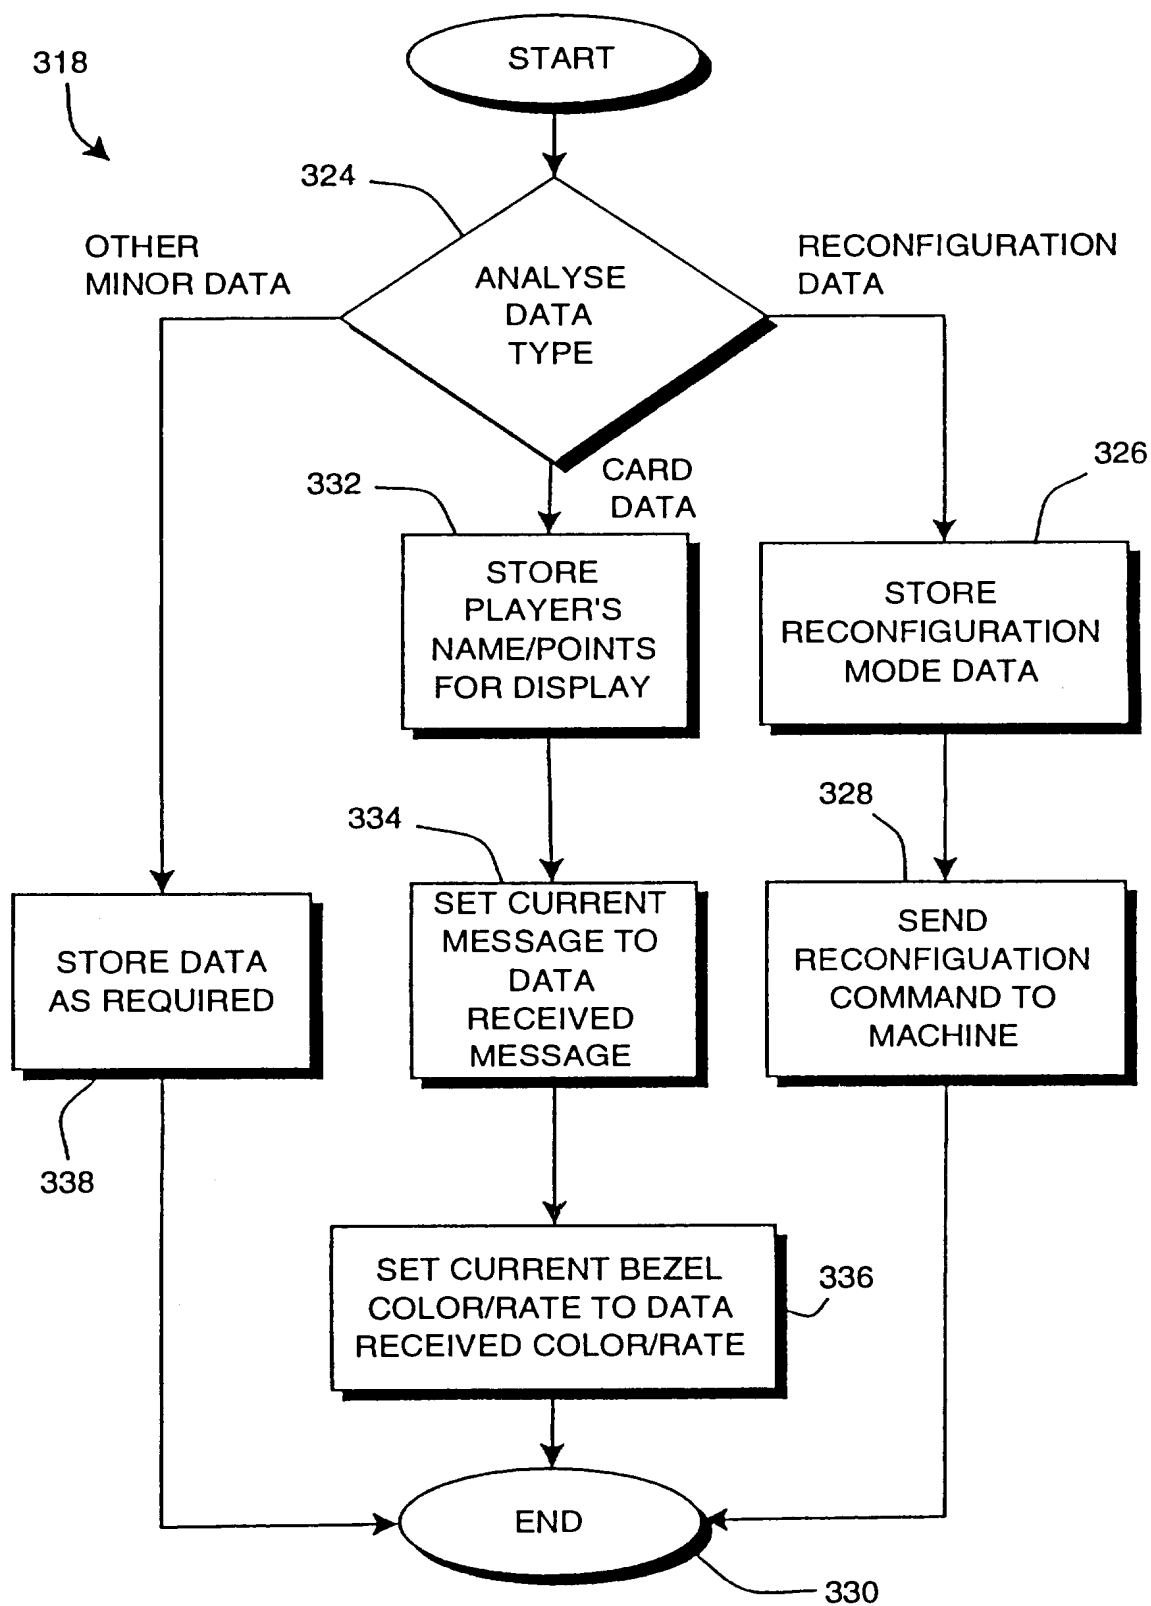 START
318
324
OTHER
MINOR DATA
RECONFIGURATION
DATA
ANALYSE
DATA
TYPE
CARD
DATA
332
326
STORE
PLAYER'S
NAME/POINTS
FOR DISPLAY
STORE
RECONFIGURATION
MODE DATA
334
328
SET CURRENT
MESSAGE TO
DATA
RECEIVED
MESSAGE
SEND
RECONFIGUATION
COMMAND TO
MACHINE
STORE DATA
AS REQUIRED
338
SET CURRENT BEZEL
COLOR/RATE TO DATA
RECEIVED COLOR/RATE
336
END
330